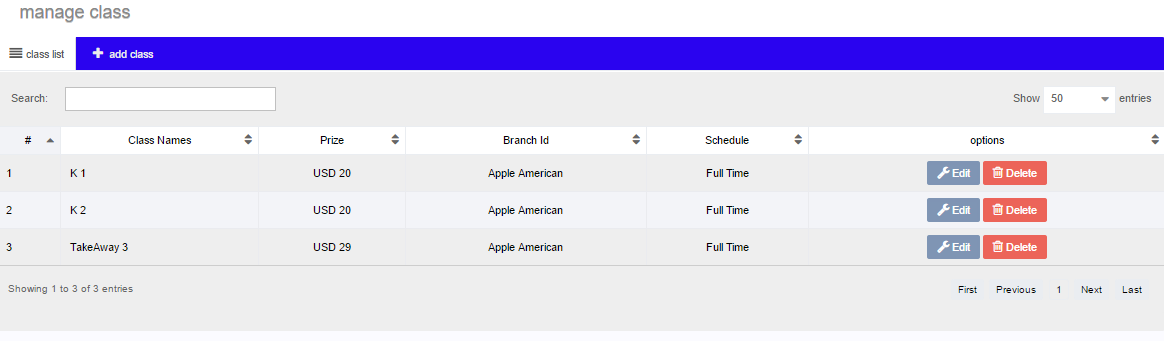 manage class
class list add class
Search: Show 50 entries
# Class Names Prize Branch Id Schedule options
1 K 1 USD 20 Apple American Full Time Edit Delete
2 K 2 USD 20 Apple American Full Time Edit Delete
3 TakeAway 3 USD 29 Apple American Full Time Edit Delete
Showing 1 to 3 of 3 entries First Previous 1 Next Last